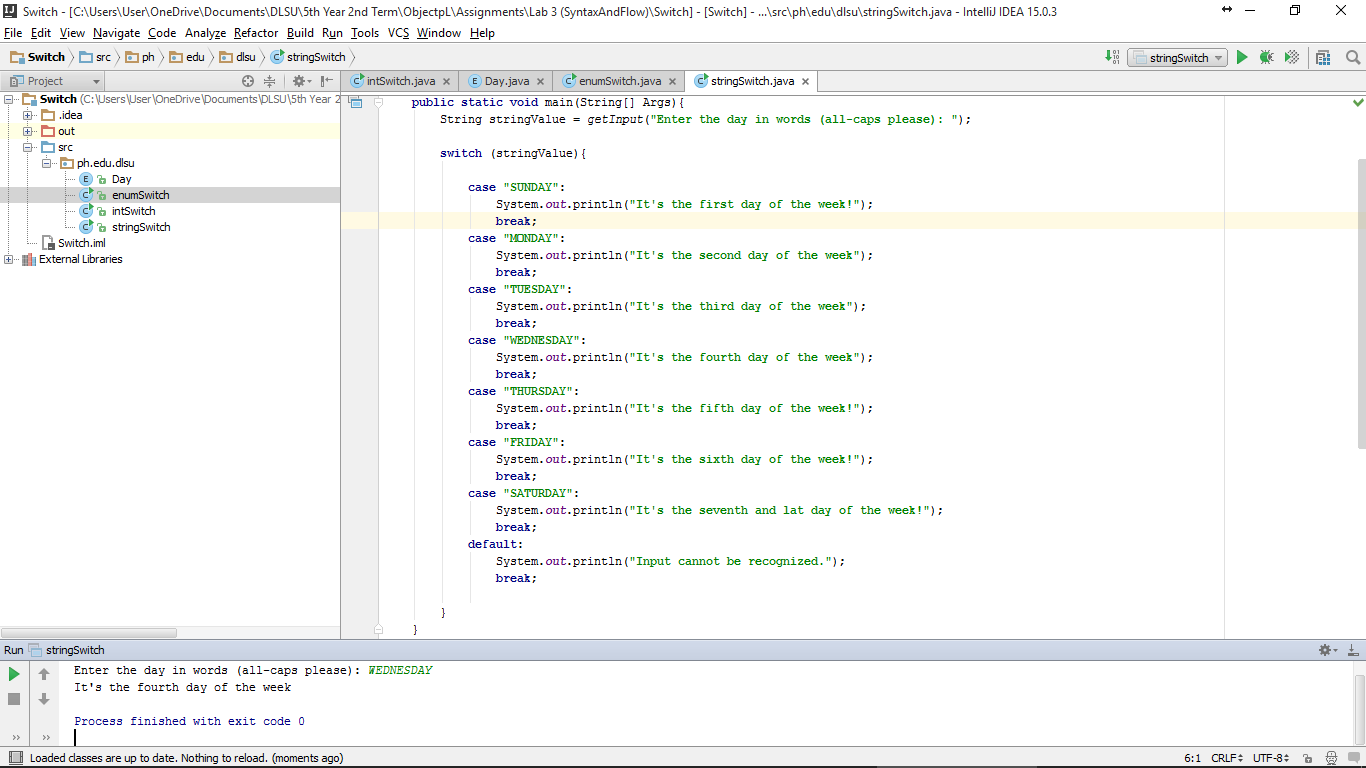 Switch - [C:\Users\User\OneDrive\Documents\DLSU\5th Year 2nd Term\ObjectpL\Assignments\Lab 3 (SyntaxAndFlow)\Switch] - [Switch] - ...\src\ph\edu\dlsu\stringSwitch.java - IntelliJ IDEA 15.0.3
File Edit View Navigate Code Analyze Refactor Build Run Tools VCS Window Help
Switch src ph edu dlsu stringSwitch stringSwitch
Project intSwitch.java Day.java enumSwitch.java stringSwitch.java
Switch (C:\Users\User\OneDrive\Documents\DLSU\5th Year 2
.idea
out
src
ph.edu.dlsu
Day
enumSwitch
intSwitch
stringSwitch
Switch.iml
External Libraries
public static void main(String[] Args){
String stringValue = getInput("Enter the day in words (all-caps please): ");
switch (stringValue){
case "SUNDAY":
System.out.println("It's the first day of the week!");
break;
case "MONDAY":
System.out.println("It's the second day of the week");
break;
case "TUESDAY":
System.out.println("It's the third day of the week");
break;
case "WEDNESDAY":
System.out.println("It's the fourth day of the week");
break;
case "THURSDAY":
System.out.println("It's the fifth day of the week!");
break;
case "FRIDAY":
System.out.println("It's the sixth day of the week!");
break;
case "SATURDAY":
System.out.println("It's the seventh and lat day of the week!");
break;
default:
System.out.println("Input cannot be recognized.");
break;
}
}
Run stringSwitch
Enter the day in words (all-caps please): WEDNESDAY
It's the fourth day of the week
Process finished with exit code 0
Loaded classes are up to date. Nothing to reload. (moments ago) 6:1 CRLF UTF-8